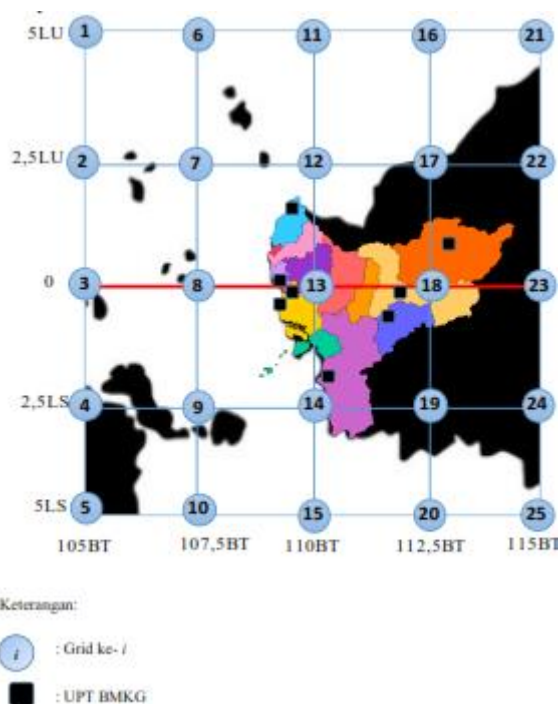 5LU 1 6 11 16 21
2,5LU 2 7 12 17 22
0 3 8 13 18 23
2,5LS 4 9 14 19 24
5LS 5 10 15 20 25
105BT 107,5BT 110BT 112,5BT 115BT
Keterangan:
i : Grid ke- i
: UPT BMKG